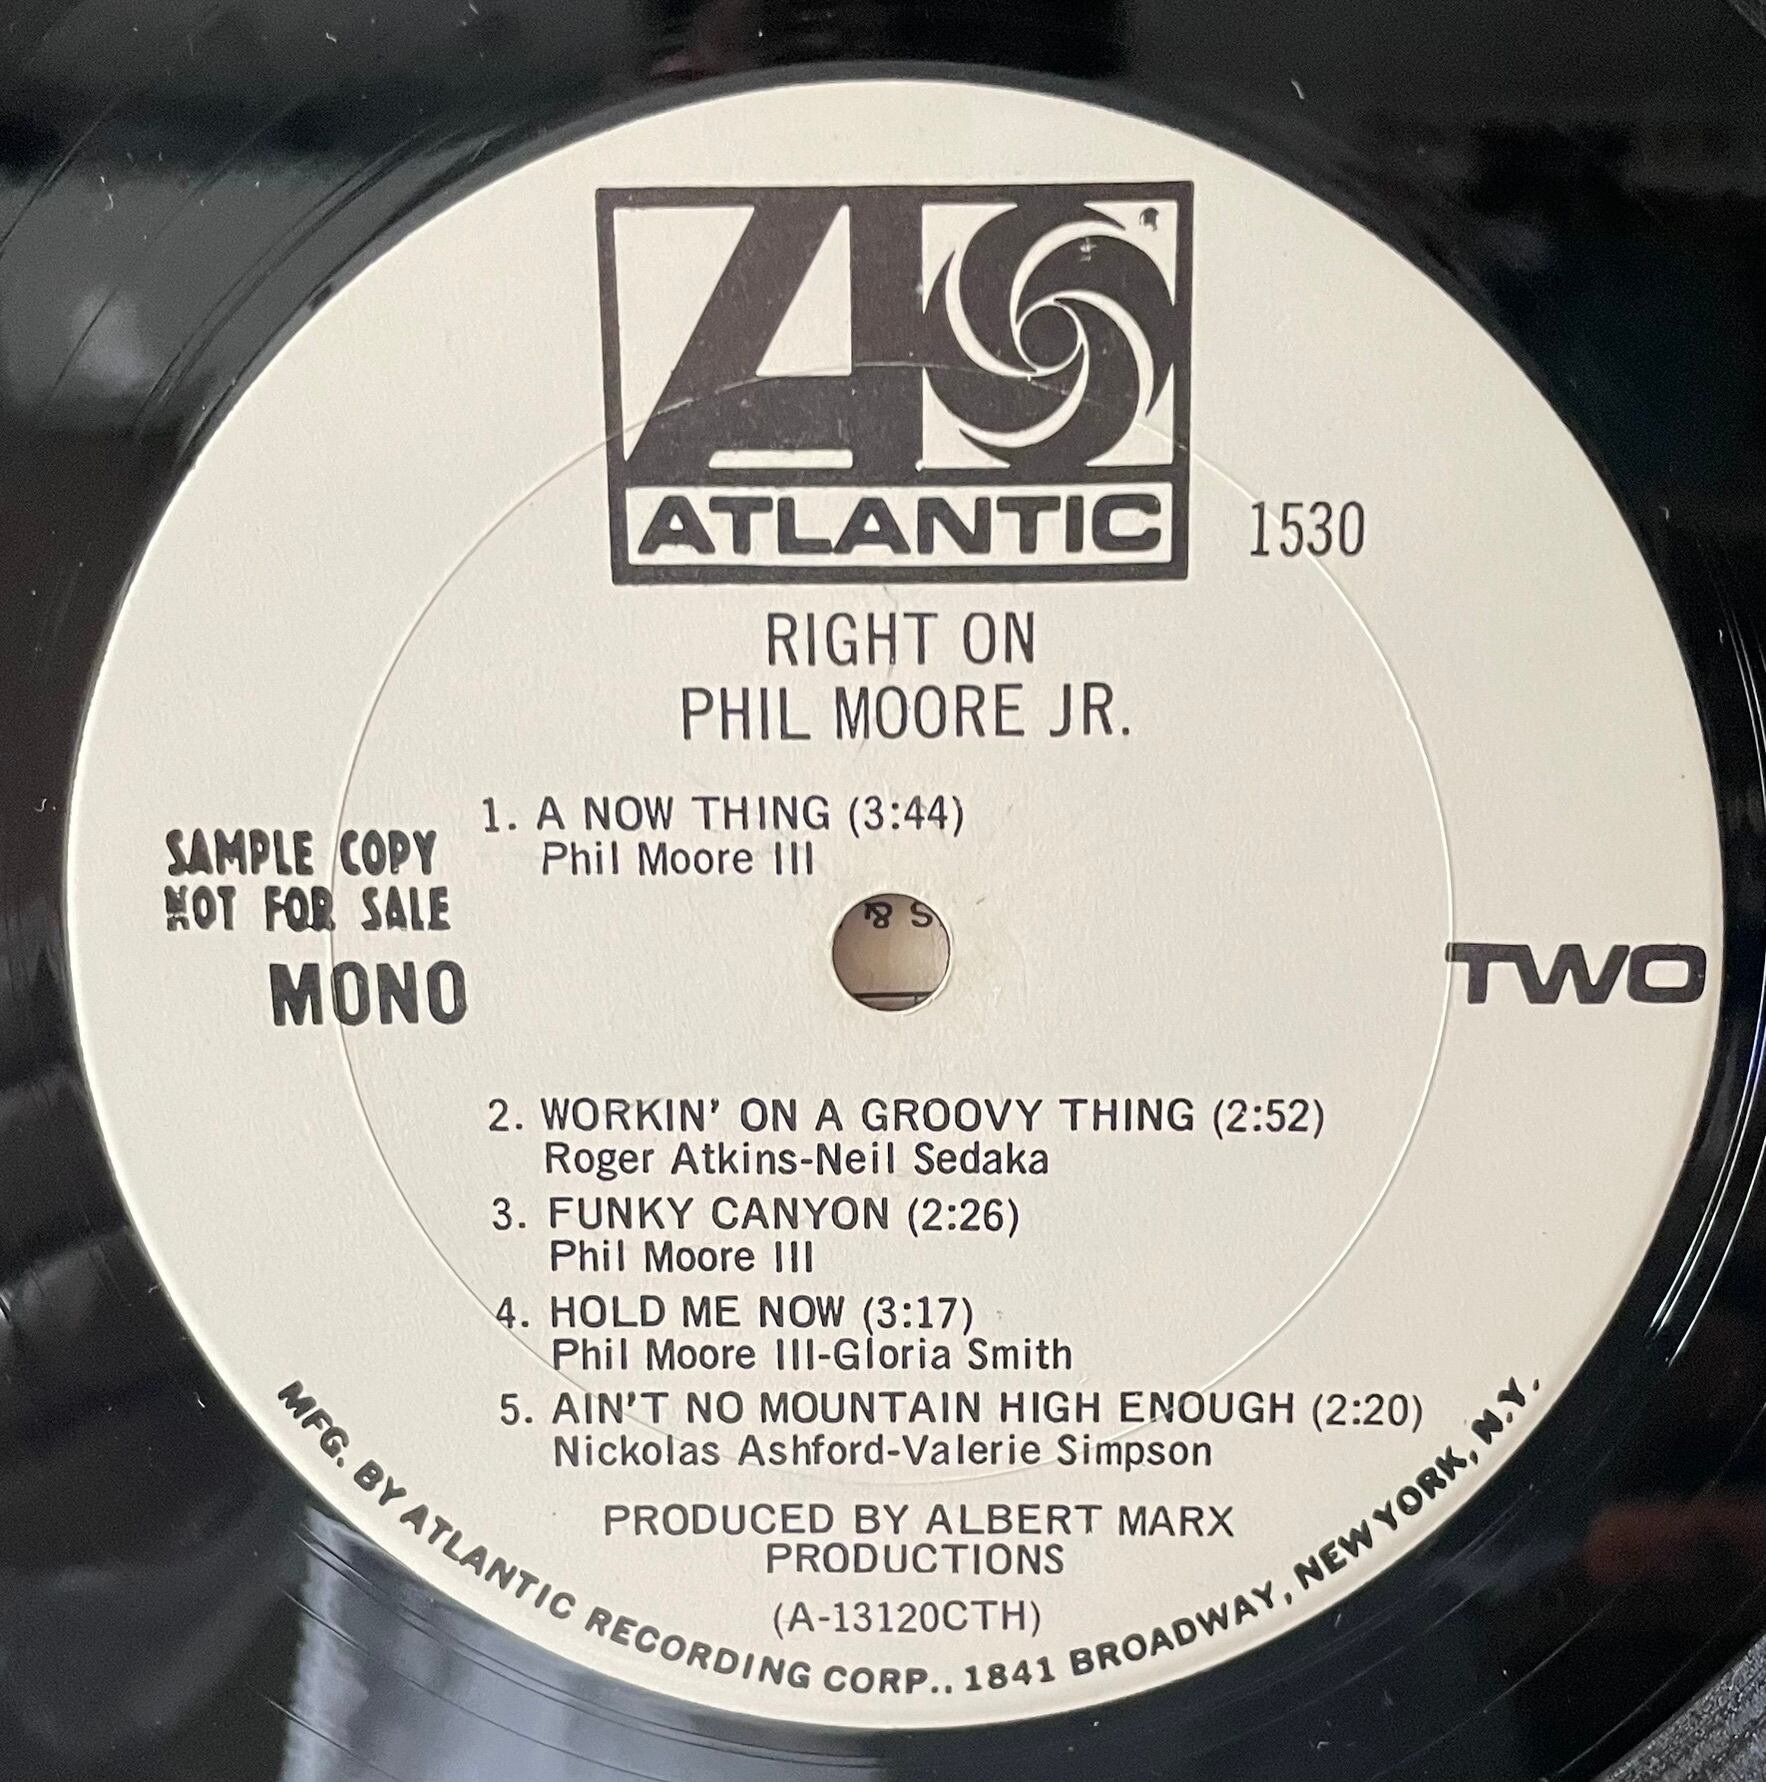 ATLANTIC
1530
RIGHT ON
PHIL MOORE JR.
1. A NOW THING (3:44)
Phil Moore III
SAMPLE COPY
NOT FOR SALE
MONO
TWO
2. WORKIN' ON A GROOVY THING (2:52)
Roger Atkins-Neil Sedaka
3. FUNKY CANYON (2:26)
Phil Moore III
4. HOLD ME NOW (3:17)
Phil Moore III-Gloria Smith
5. AIN'T NO MOUNTAIN HIGH ENOUGH (2:20)
Nickolas Ashford-Valerie Simpson
PRODUCED BY ALBERT MARX
PRODUCTIONS
(A-13120CTH)
MFG. BY ATLANTIC RECORDING CORP.. 1841 BROADWAY, NEW YORK, N.Y.